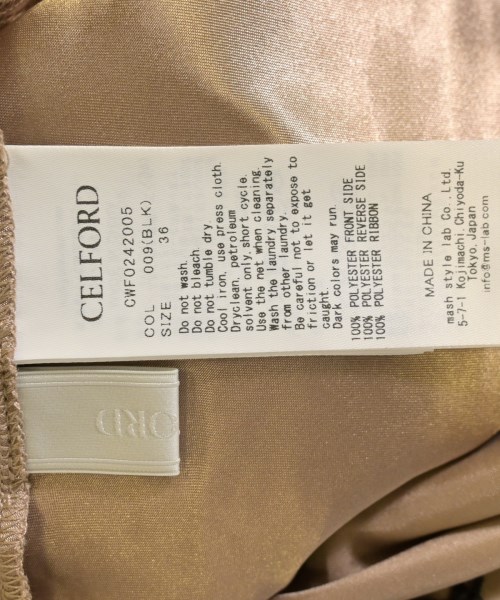 CELFORD
CWFO242005
COL 009(BLK)
SIZE 36
Do not wash.
Do not bleach.
Do not tumble dry
Cool iron, use press cloth.
Dryclean, petroleum
solvent only, short cycle.
Use the net when cleaning.
Wash the laundry separately
from other laundry.
Be careful not to expose to
friction or let it get
caught.
Dark colors may run.
100% POLYESTER FRONT SIDE
100% POLYESTER REVERSE SIDE
100% POLYESTER RIBBON
MADE IN CHINA
mash style lab Co., Ltd.
5-7-1 Kojimachi, Chiyoda-Ku
Tokyo, Japan
info@ms-lab.com
ORD